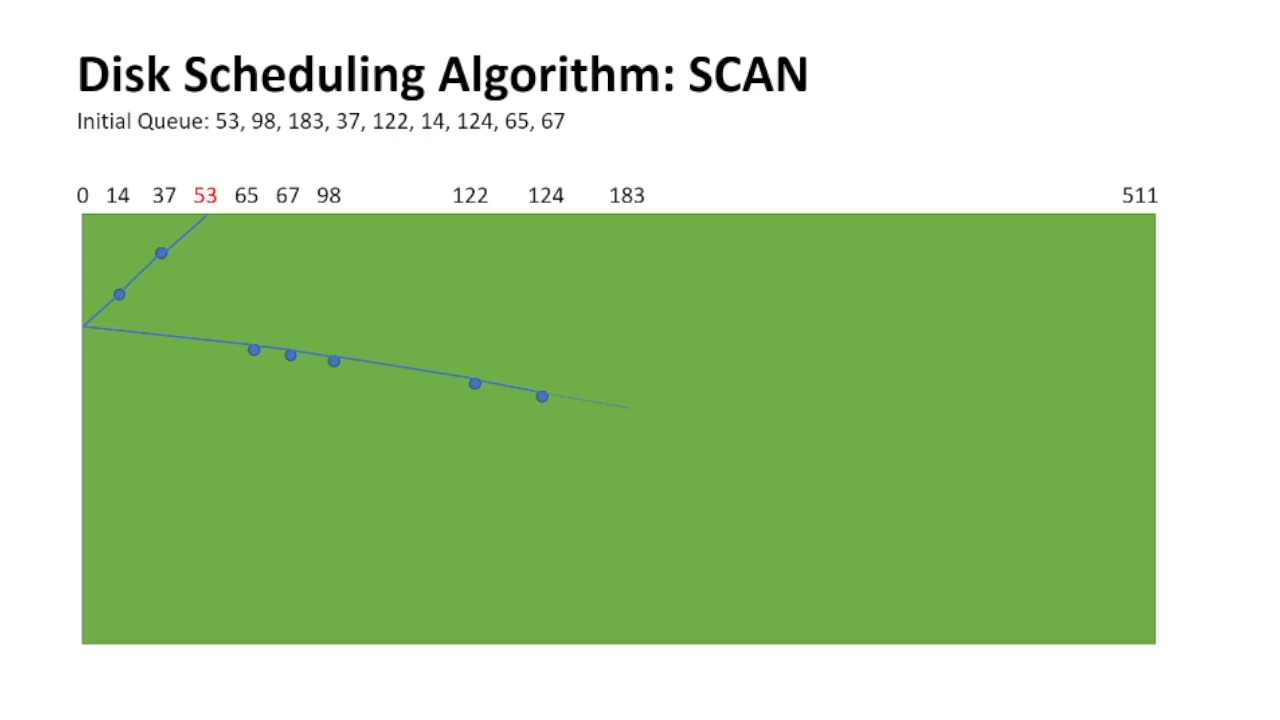 Disk Scheduling Algorithm: SCAN
Initial Queue: 53, 98, 183, 37, 122, 14, 124, 65, 67
0 14 37 53 65 67 98 122 124 183 511